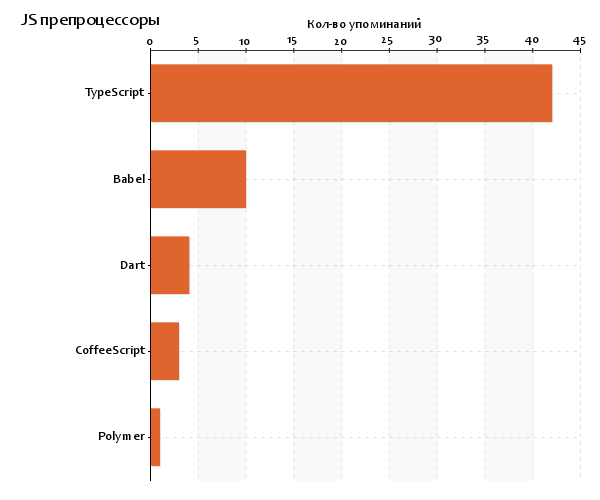 JS препроцессоры
Кол-во упоминаний
0 5 10 15 20 25 30 35 40 45
TypeScript
Babel
Dart
CoffeeScript
Polymer